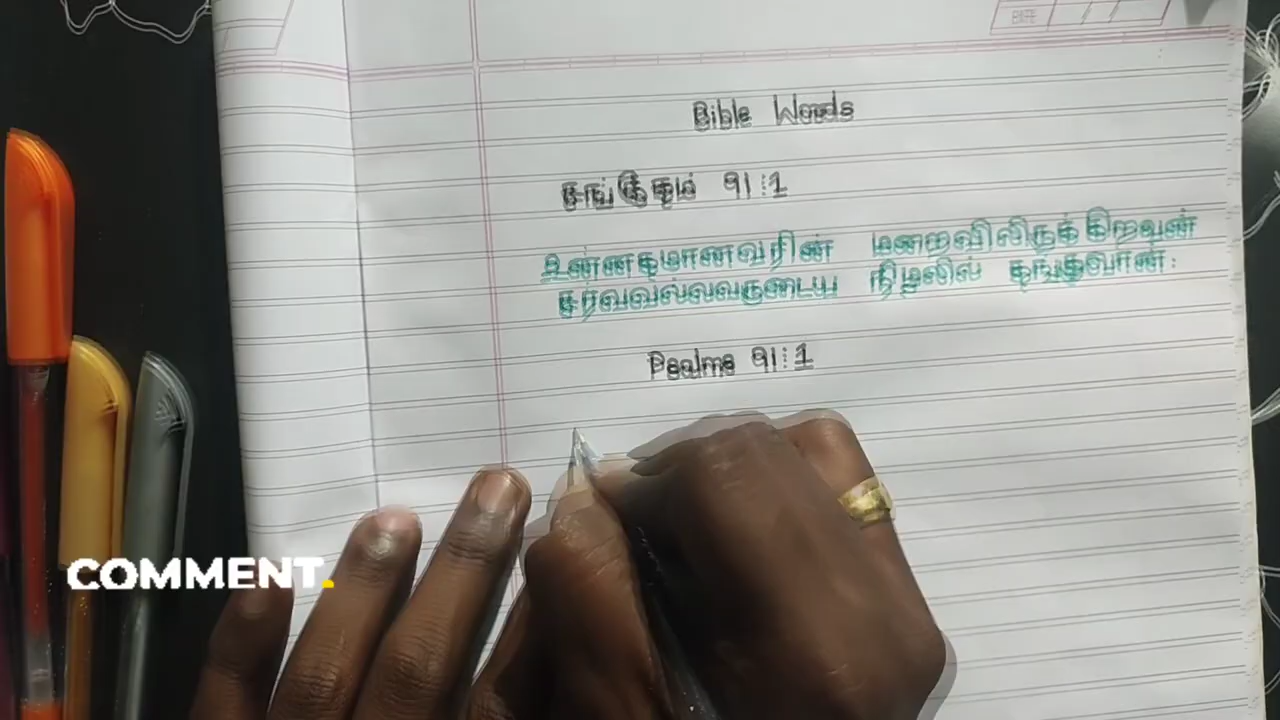 DATE
Bible Words
சங்கீதம் 91:1
உன்னதமானவரின் மறைவிலிருக்கிறவன்
சர்வவல்லவருடைய நிழலில் தங்குவான்.
Psalms 91:1
COMMENT.